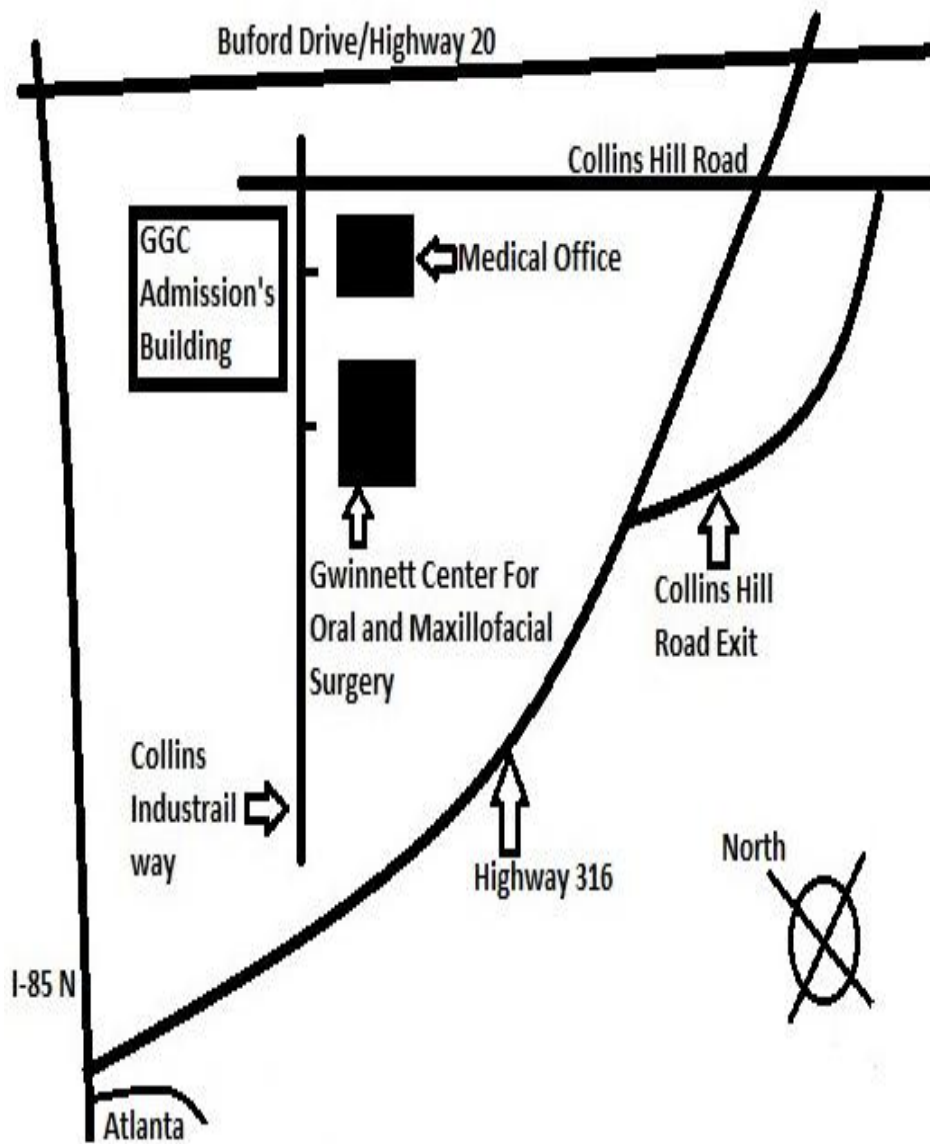 Buford Drive/Highway 20
Collins Hill Road
GGC
Admission's
Building
Medical Office
Gwinnett Center For
Oral and Maxillofacial
Surgery
Collins Hill
Road Exit
Collins
Industrail
way
Highway 316
North
I-85 N
Atlanta